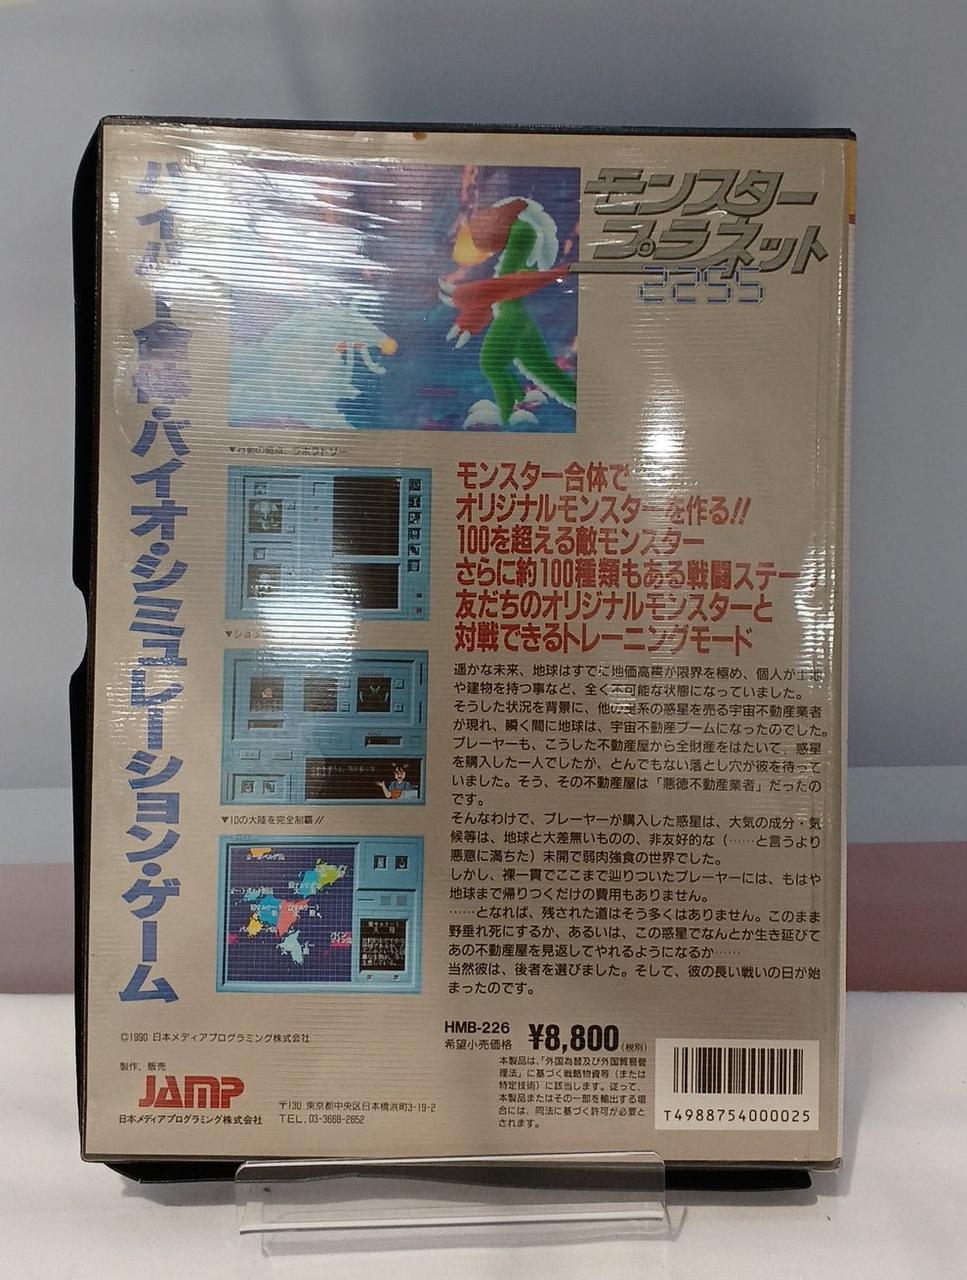 ハイパー合体・バイオ・シミュレーション・ゲーム
モンスター
プラネット
2255
▼行動の拠点、ラボラトリー
モンスター合体で
オリジナルモンスターを作る!!
100を超える敵モンスター
さらに約100種類もある戦闘ステー
友だちのオリジナルモンスターと
対戦できるトレーニングモード
▼ショッ
▼10の大陸を完全制覇!!
遥かな未来、地球はすでに地価高騰が限界を極め、個人が土地
や建物を持つ事など、全く不可能な状態になっていました。
そうした状況を背景に、他の星系の惑星を売る宇宙不動産業者
が現れ、瞬く間に地球は、宇宙不動産ブームになったのでした。
プレーヤーも、こうした不動産屋から全財産をはたいて、惑星
を購入した一人でしたが、とんでもない落とし穴が彼を待って
いました。そう、その不動産屋は「悪徳不動産業者」だったの
です。
そんなわけで、プレーヤーが購入した惑星は、大気の成分・気
候等は、地球と大差無いものの、非友好的な（……と言うより
悪意に満ちた）未開で弱肉強食の世界でした。
しかし、裸一貫でここまで辿りついたプレーヤーには、もはや
地球まで帰りつくだけの費用もありません。
……となれば、残された道はそう多くはありません。このまま
野垂れ死にするか、あるいは、この惑星でなんとか生き延びて
あの不動産屋を見返してやれるようになるか……
当然彼は、後者を選びました。そして、彼の長い戦いの日が始
まったのです。
©1990 日本メディアプログラミング株式会社
製作、販売
JAMP
日本メディアプログラミング株式会社
〒130 東京都中央区日本橋浜町3-19-2
TEL.03-3668-2652
HMB-226
希望小売価格 ¥8,800(税別)
本製品は、「外国為替及び外国貿易管
理法」に基づく戦略物資等（または
特定技術）に該当します。従って、
本製品またはその一部を輸出する場
合には、同法に基づく許可が必要と
されます。
T4988754000025